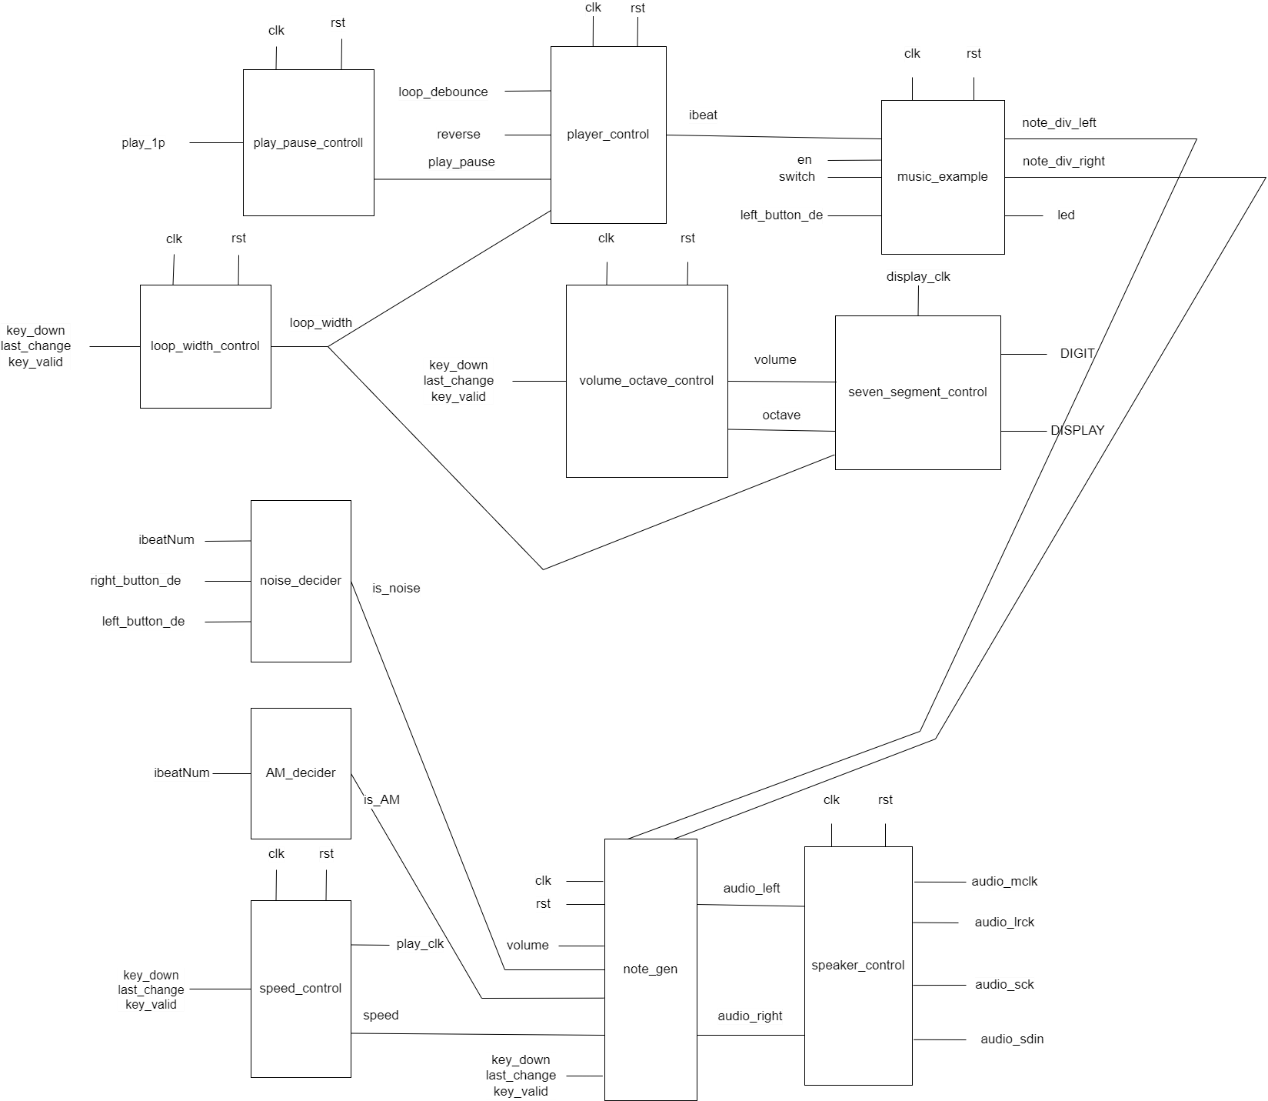 clk
rst
play_1p
play_pause_controll
clk
rst
loop_debounce
reverse
play_pause
player_control
ibeat
clk
rst
en
switch
left_button_de
music_example
note_div_left
note_div_right
led
clk
rst
key_down
last_change
key_valid
loop_width_control
loop_width
clk
rst
key_down
last_change
key_valid
volume_octave_control
volume
octave
display_clk
seven_segment_control
DIGIT
DISPLAY
ibeatNum
right_button_de
left_button_de
noise_decider
is_noise
ibeatNum
AM_decider
is_AM
clk
rst
key_down
last_change
key_valid
speed_control
play_clk
speed
clk
rst
volume
key_down
last_change
key_valid
note_gen
audio_left
audio_right
clk
rst
speaker_control
audio_mclk
audio_lrck
audio_sck
audio_sdin